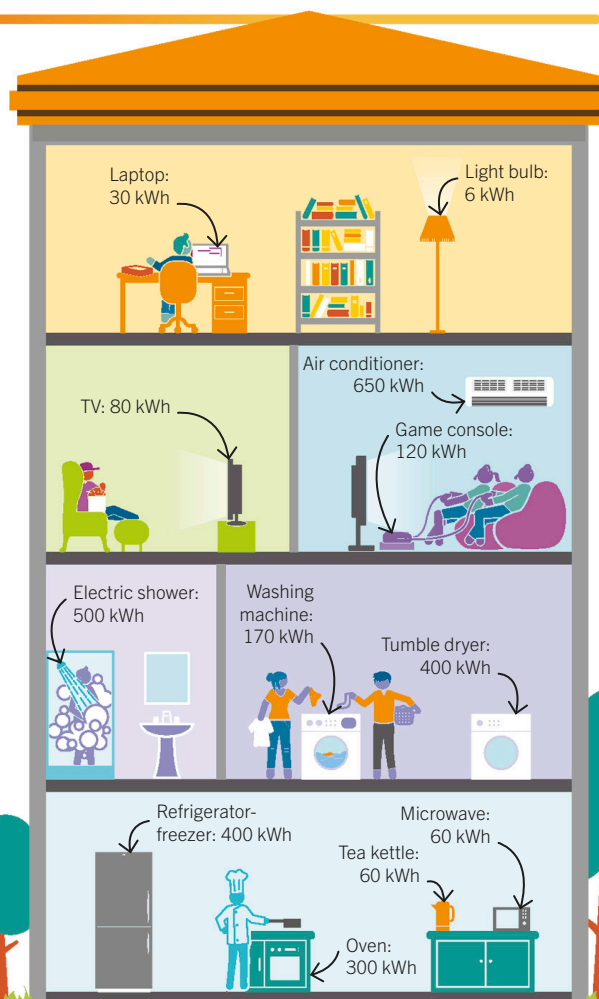 Laptop:
30 kWh
Light bulb:
6 kWh
Air conditioner:
650 kWh
TV: 80 kWh
Game console:
120 kWh
Electric shower:
500 kWh
Washing
machine:
170 kWh
Tumble dryer:
400 kWh
Refrigerator-
freezer: 400 kWh
Microwave:
60 kWh
Tea kettle:
60 kWh
Oven:
300 kWh